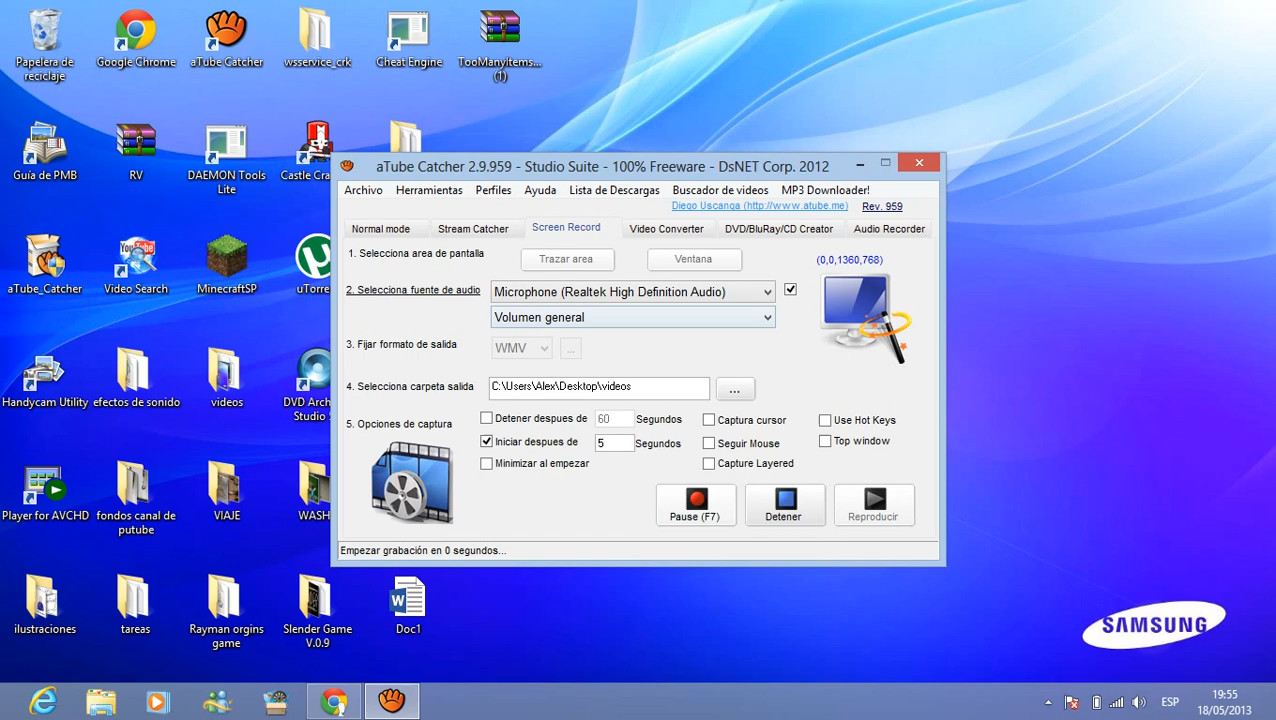 Papelera de
reciclaje
Google Chrome
aTube Catcher
wsservice_crk
Cheat Engine
TooManyitems...
(1)
Guía de PMB
RV
DAEMON Tools
Lite
Castle Cra
aTube_Catcher
Video Search
MinecraftSP
uTorre
Handycam Utility
efectos de sonido
videos
DVD Arch
Studio
Player for AVCHD
fondos canal de
putube
VIAJE
WASH
ilustraciones
tareas
Rayman orgins
game
Slender Game
V.0.9
Doc1
aTube Catcher 2.9.959 - Studio Suite - 100% Freeware - DsNET Corp. 2012
Archivo Herramientas Perfiles Ayuda Lista de Descargas Buscador de videos MP3 Downloader!
Diego Uscanga (http://www.atube.me) Rev. 959
Normal mode Stream Catcher Screen Record Video Converter DVD/BluRay/CD Creator Audio Recorder
1. Selecciona area de pantalla Trazar area Ventana (0,0,1360,768)
2. Selecciona fuente de audio Microphone (Realtek High Definition Audio)
Volumen general
3. Fijar formato de salida WMV ...
4. Selecciona carpeta salida C:\Users\Alex\Desktop\videos ...
5. Opciones de captura
Detener despues de 60 Segundos Captura cursor Use Hot Keys
Iniciar despues de 5 Segundos Seguir Mouse Top window
Minimizar al empezar Capture Layered
Pause (F7) Detener Reproducir
Empezar grabación en 0 segundos...
SAMSUNG
ESP
19:55
18/05/2013